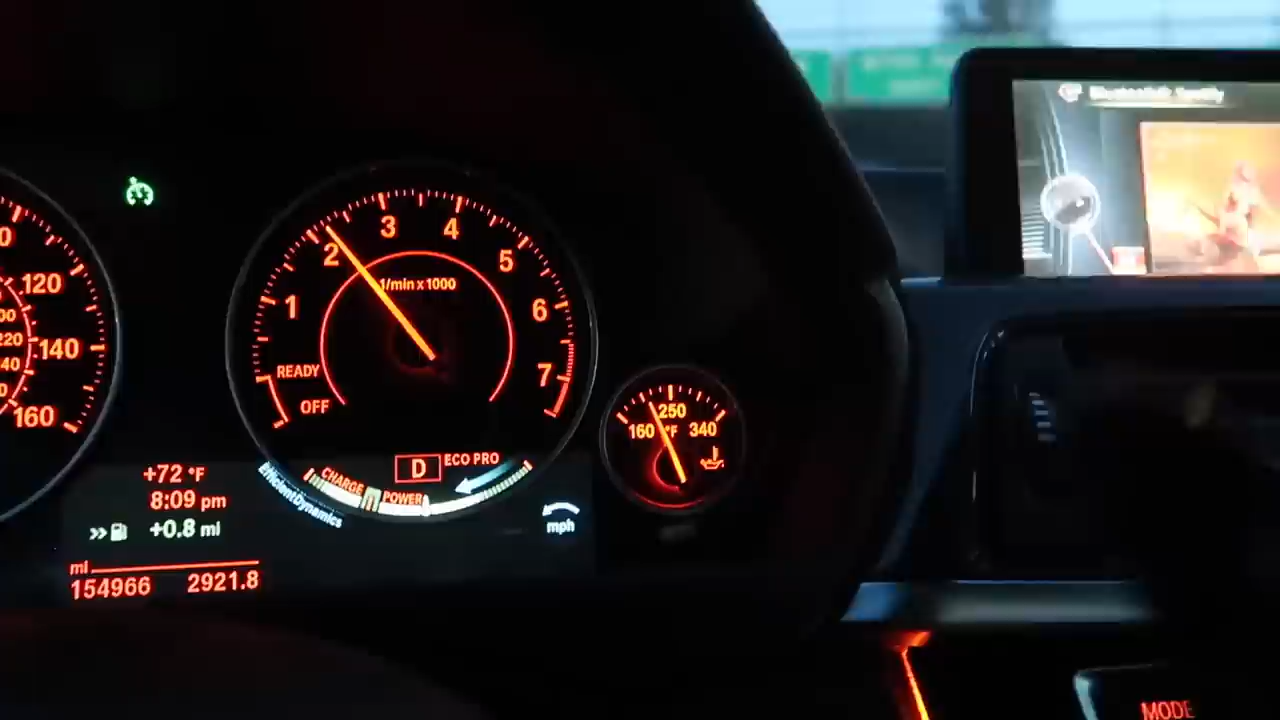 120
140
160
220
1
2
3
4
5
6
7
1/min x 1000
READY
OFF
CHARGE
POWER
EfficientDynamics
D
ECO PRO
mph
160
250
340
°F
+72 °F
8:09 pm
+0.8 mi
mi
154966 2921.8
MODE